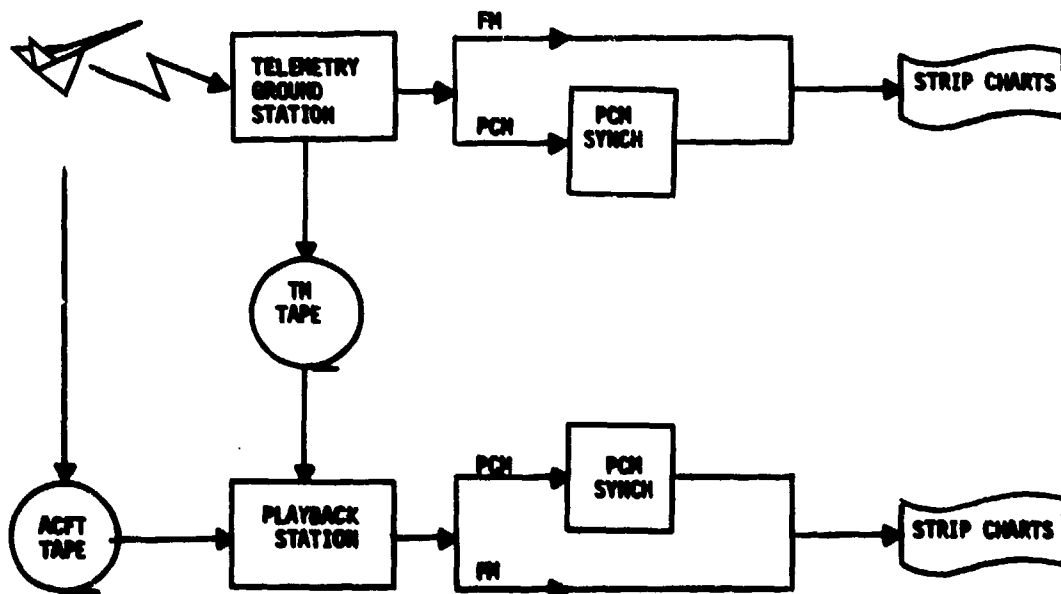 FM
TELEMETRY
GROUND
STATION
STRIP CHARTS
PCM
PCM
SYNCH
TM
TAPE
PCM
PCM
SYNCH
ACFT
TAPE
PLAYBACK
STATION
STRIP CHARTS
FM